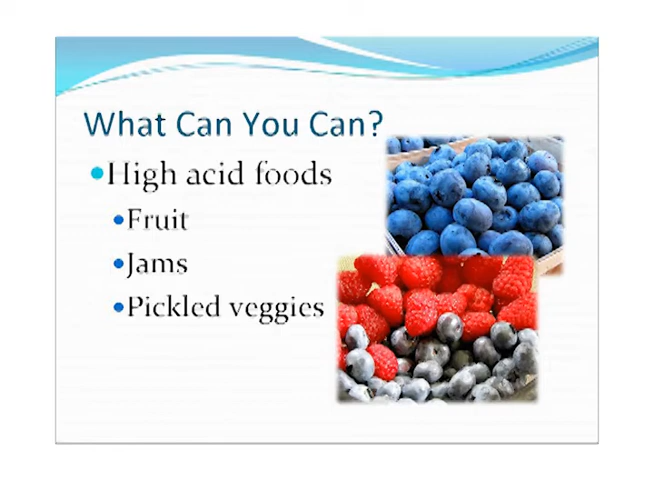 What Can You Can?
•High acid foods
•Fruit
•Jams
•Pickled veggies